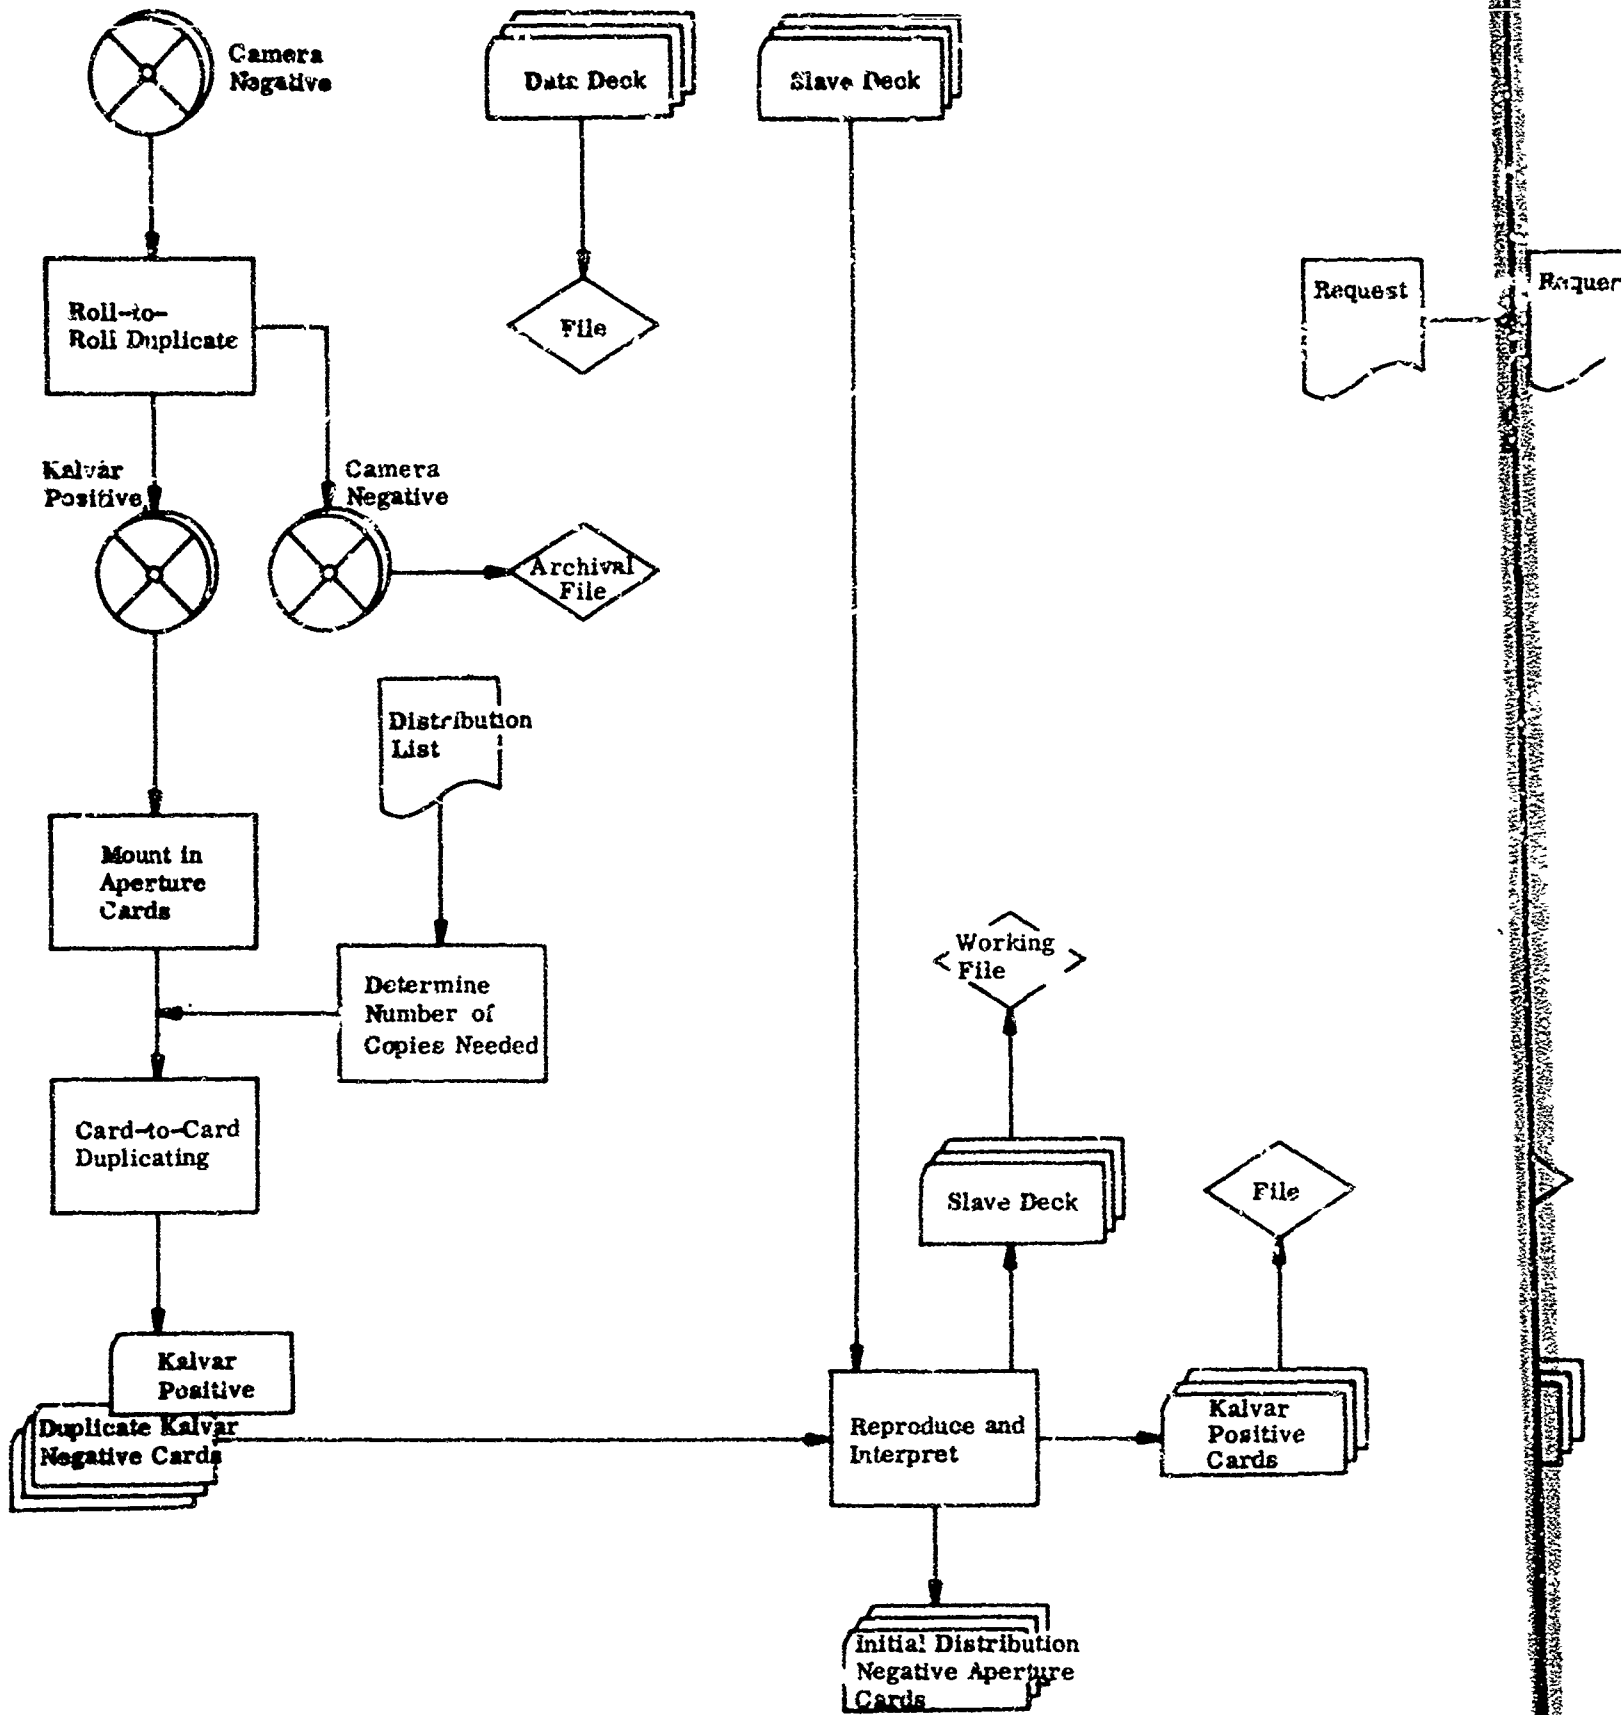 Camera
Negative
Data Deck
Slave Deck
Roll-to-
Roll Duplicate
File
Request
Kalvar
Positive
Camera
Negative
Archival
File
Distribution
List
Mount in
Aperture
Cards
Determine
Number of
Copies Needed
Working
File
Card-to-Card
Duplicating
Slave Deck
File
Kalvar
Positive
Duplicate Kalvar
Negative Cards
Reproduce and
Interpret
Kalvar
Positive
Cards
Initial Distribution
Negative Aperture
Cards